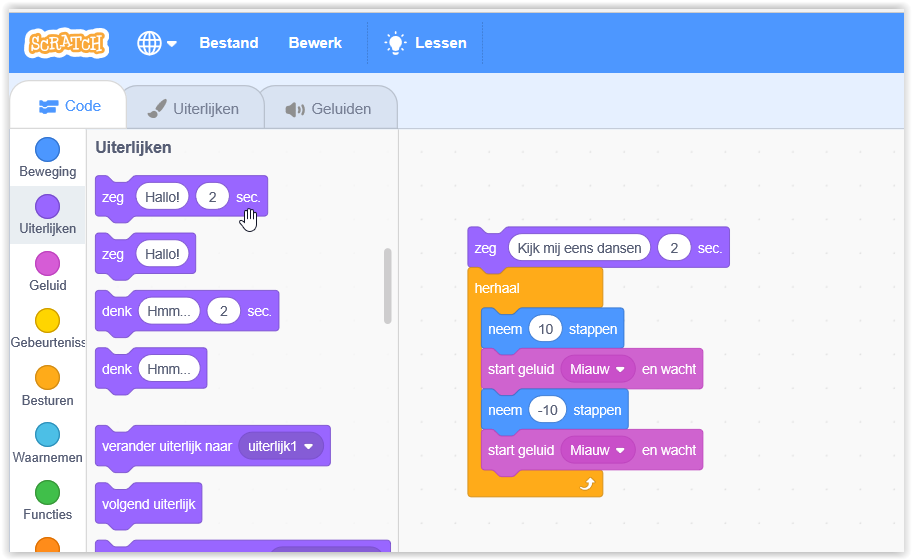 SCRATCH Bestand Bewerk Lessen
Code Uiterlijken Geluiden
Beweging
Uiterlijken
Geluid
Gebeurteniss
Besturen
Waarnemen
Functies
Uiterlijken
zeg Hallo! 2 sec.
zeg Hallo!
denk Hmm... 2 sec.
denk Hmm...
verander uiterlijk naar uiterlijk1
volgend uiterlijk
zeg Kijk mij eens dansen 2 sec.
herhaal
neem 10 stappen
start geluid Miauw en wacht
neem -10 stappen
start geluid Miauw en wacht